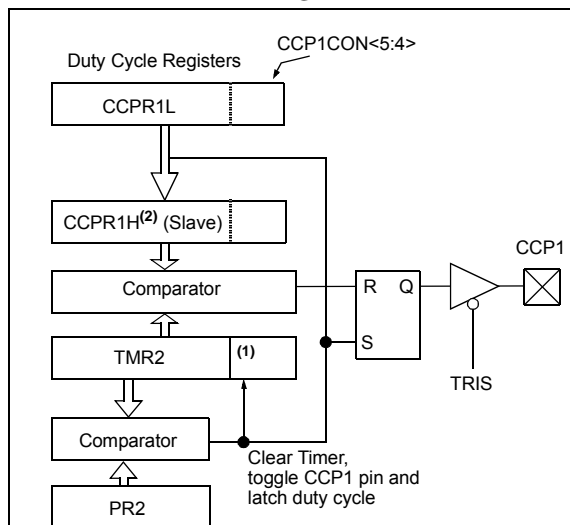 CCP1CON<5:4>
Duty Cycle Registers
CCPR1L
CCPR1H(2) (Slave)
CCP1
Comparator
R Q
TMR2 (1)
S
TRIS
Comparator
Clear Timer,
toggle CCP1 pin and
latch duty cycle
PR2